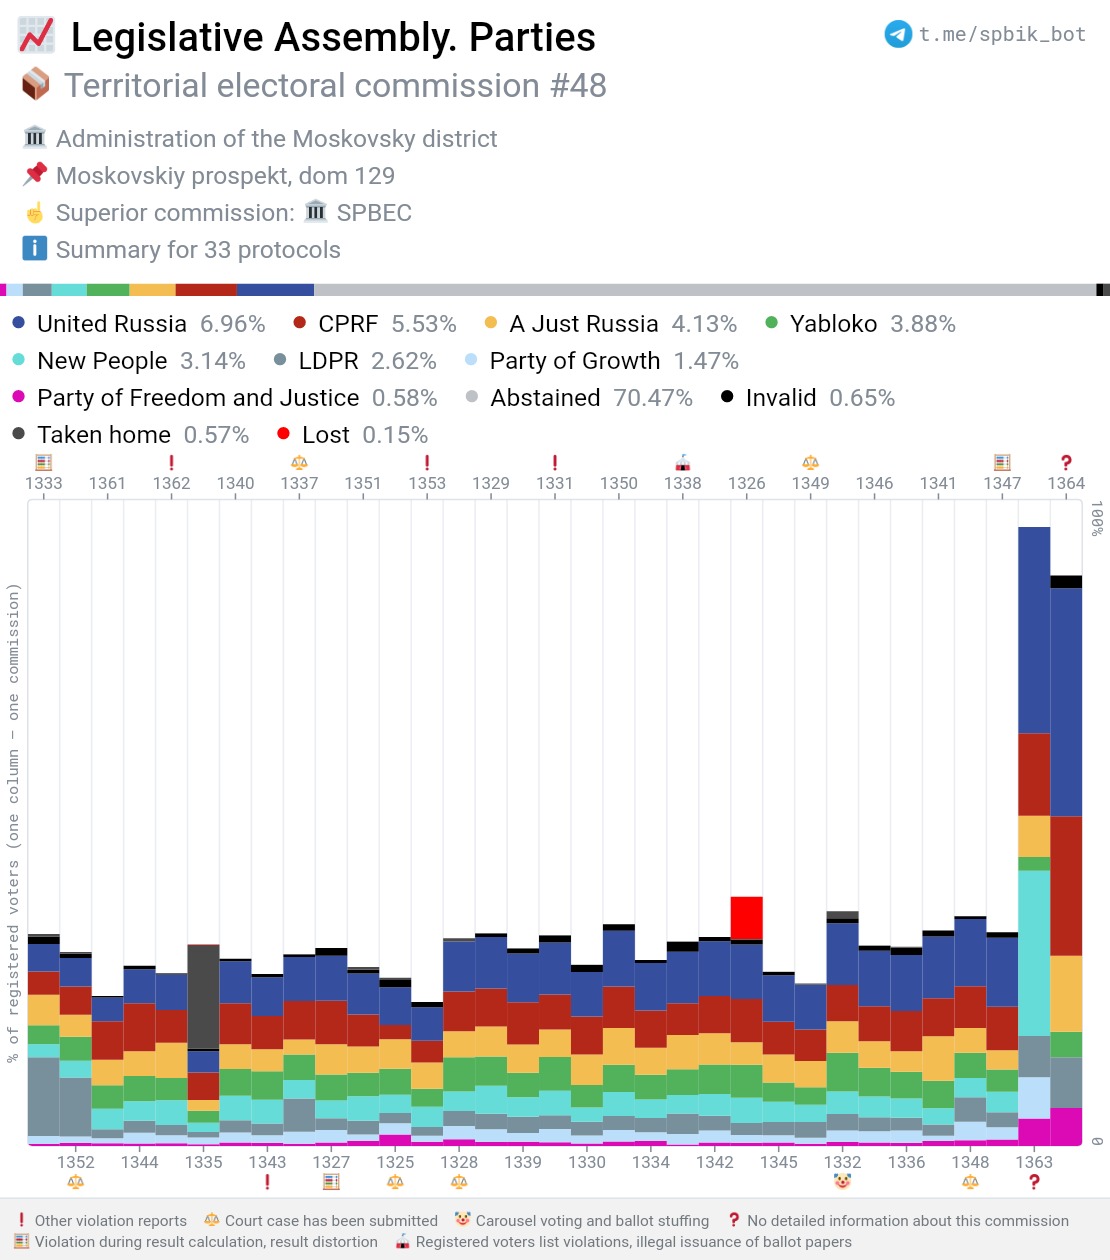 Legislative Assembly. Parties
t.me/spbik_bot
Territorial electoral commission #48
Administration of the Moskovsky district
Moskovskiy prospekt, dom 129
Superior commission: SPBEC
Summary for 33 protocols
United Russia 6.96% CPRF 5.53% A Just Russia 4.13% Yabloko 3.88%
New People 3.14% LDPR 2.62% Party of Growth 1.47%
Party of Freedom and Justice 0.58% Abstained 70.47% Invalid 0.65%
Taken home 0.57% Lost 0.15%
1333 1361 1362 1340 1337 1351 1353 1329 1331 1350 1338 1326 1349 1346 1341 1347 1364
100%
% of registered voters (one column – one commission)
0
1352 1344 1335 1343 1327 1325 1328 1339 1330 1334 1342 1345 1332 1336 1348 1363
Other violation reports Court case has been submitted Carousel voting and ballot stuffing No detailed information about this commission
Violation during result calculation, result distortion Registered voters list violations, illegal issuance of ballot papers